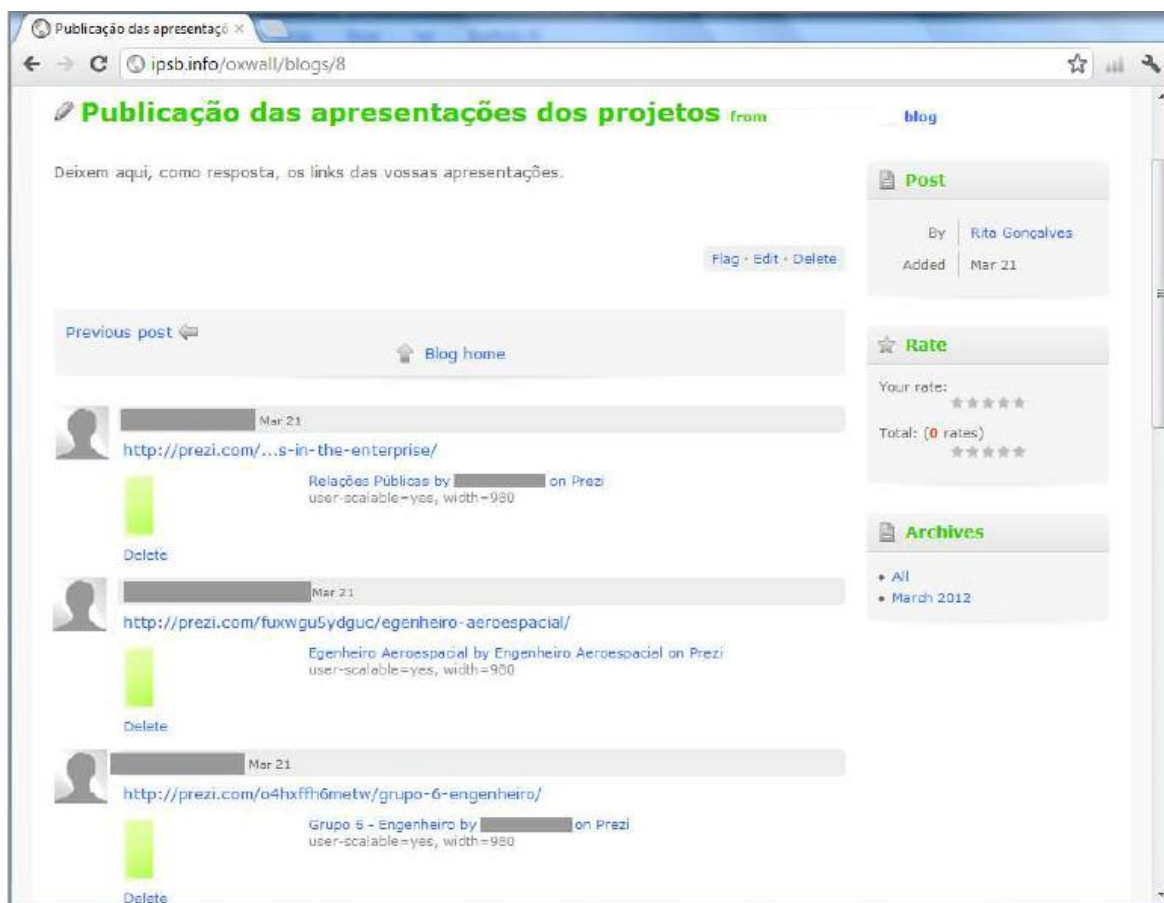 Publicação das apresentaçõ ×
ipsb.info/oxwall/blogs/8
Publicação das apresentações dos projetos from blog
Deixem aqui, como resposta, os links das vossas apresentações.
Flag · Edit · Delete
Previous post
Blog home
Mar 21
http://prezi.com/...s-in-the-enterprise/
Relações Públicas by on Prezi
user-scalable=yes, width=980
Delete
Mar 21
http://prezi.com/fuxwgu5ydguc/egenheiro-aeroespacial/
Egenheiro Aeroespacial by Engenheiro Aeroespacial on Prezi
user-scalable=yes, width=980
Delete
Mar 21
http://prezi.com/o4hxffh6metw/grupo-6-engenheiro/
Grupo 6 - Engenheiro by on Prezi
user-scalable=yes, width=980
Delete
Post
By Rita Gonçalves
Added Mar 21
Rate
Your rate:
Total: (0 rates)
Archives
• All
• March 2012